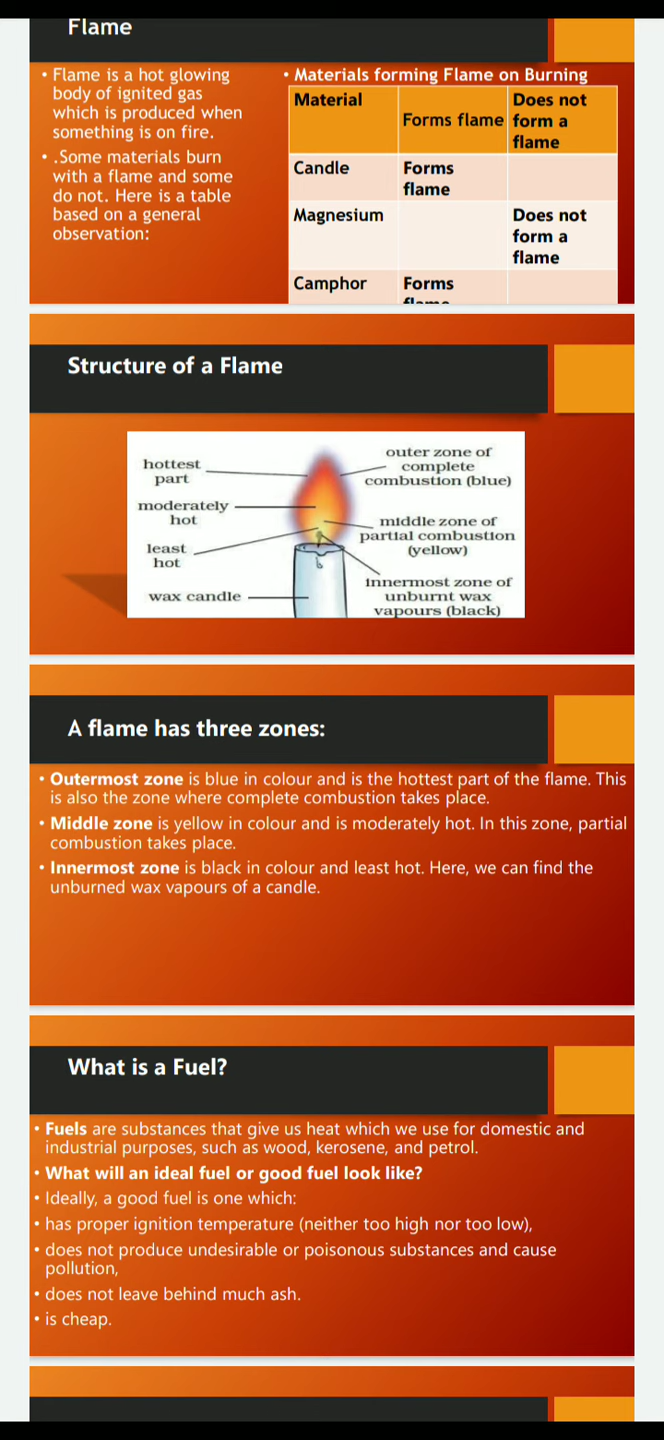 Flame
• Flame is a hot glowing
body of ignited gas
which is produced when
something is on fire.
• .Some materials burn
with a flame and some
do not. Here is a table
based on a general
observation:
• Materials forming Flame on Burning
Material
Forms flame
Does not
form a
flame
Candle
Forms
flame
Magnesium
Does not
form a
flame
Camphor
Forms
flame
Structure of a Flame
hottest
part
moderately
hot
least
hot
wax candle
outer zone of
complete
combustion (blue)
middle zone of
partial combustion
(yellow)
innermost zone of
unburnt wax
vapours (black)
A flame has three zones:
• Outermost zone is blue in colour and is the hottest part of the flame. This
is also the zone where complete combustion takes place.
• Middle zone is yellow in colour and is moderately hot. In this zone, partial
combustion takes place.
• Innermost zone is black in colour and least hot. Here, we can find the
unburned wax vapours of a candle.
What is a Fuel?
• Fuels are substances that give us heat which we use for domestic and
industrial purposes, such as wood, kerosene, and petrol.
• What will an ideal fuel or good fuel look like?
• Ideally, a good fuel is one which:
• has proper ignition temperature (neither too high nor too low),
• does not produce undesirable or poisonous substances and cause
pollution,
• does not leave behind much ash.
• is cheap.